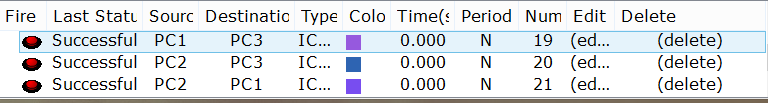 Fire Last Statu Sourc Destinatio Type Colo Time(s Period Num Edit Delete
Successful PC1 PC3 IC... 0.000 N 19 (ed... (delete)
Successful PC2 PC3 IC... 0.000 N 20 (ed... (delete)
Successful PC2 PC1 IC... 0.000 N 21 (ed... (delete)